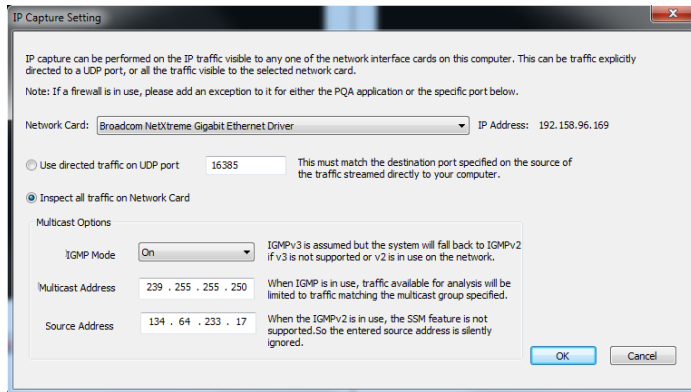 IP Capture Setting
IP capture can be performed on the IP traffic visible to any one of the network interface cards on this computer. This can be traffic explicitly
directed to a UDP port, or all the traffic visible to the selected network card.
Note: If a firewall is in use, please add an exception to it for either the PQA application or the specific port below.
Network Card: Broadcom NetXtreme Gigabit Ethernet Driver IP Address: 192.158.96.169
Use directed traffic on UDP port 16385 This must match the destination port specified on the source of
the traffic streamed directly to your computer.
Inspect all traffic on Network Card
Multicast Options
IGMP Mode On IGMPv3 is assumed but the system will fall back to IGMPv2
if v3 is not supported or v2 is in use on the network.
Multicast Address 239 . 255 . 255 . 250 When IGMP is in use, traffic available for analysis will be
limited to traffic matching the multicast group specified.
Source Address 134 . 64 . 233 . 17 When the IGMPv2 is in use, the SSM feature is not
supported.So the entered source address is silently
ignored.
OK Cancel